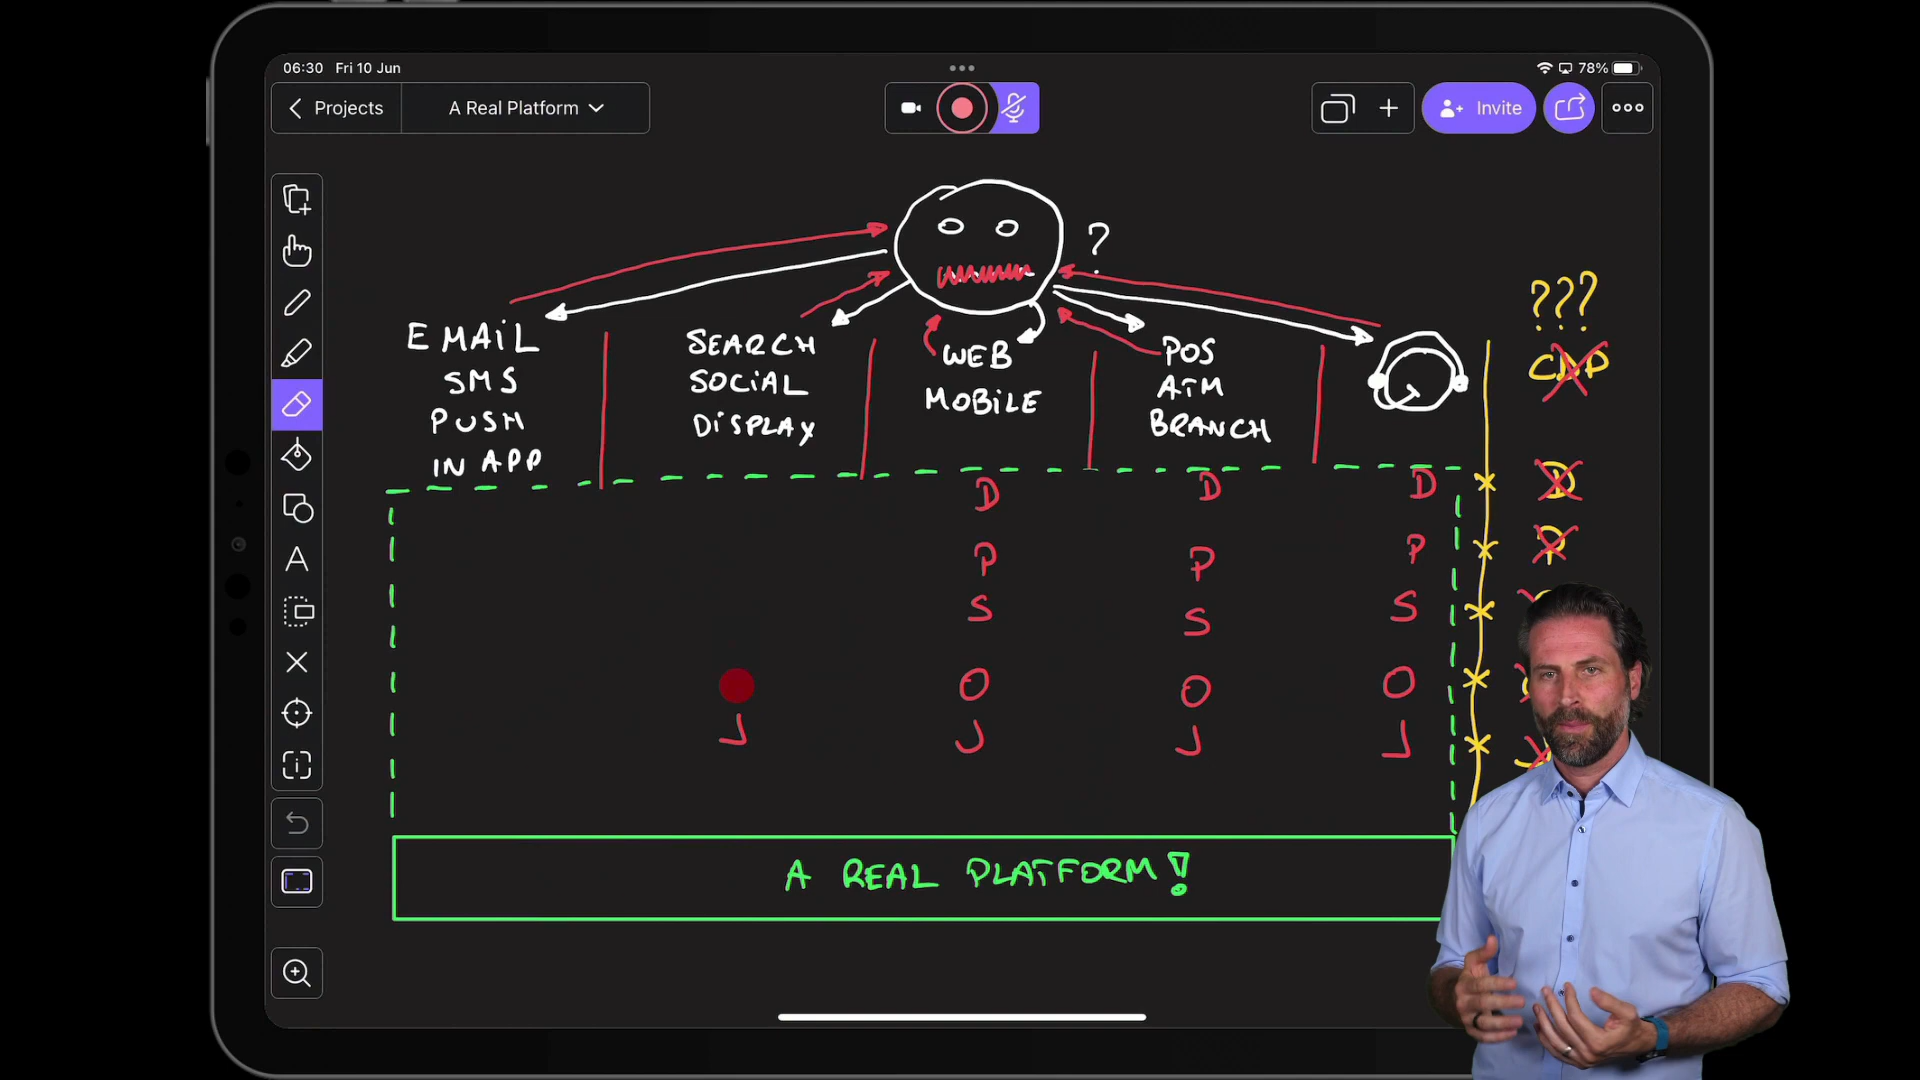 06:30 Fri 10 Jun
78%
Projects
A Real Platform
Invite
?
EMAIL
SMS
PUSH
IN APP
SEARCH
SOCIAL
DISPLAY
WEB
MOBILE
POS
ATM
BRANCH
???
CDP
D D D D
P P P P
S S S
O O O
J J J J
A REAL PLATFORM!